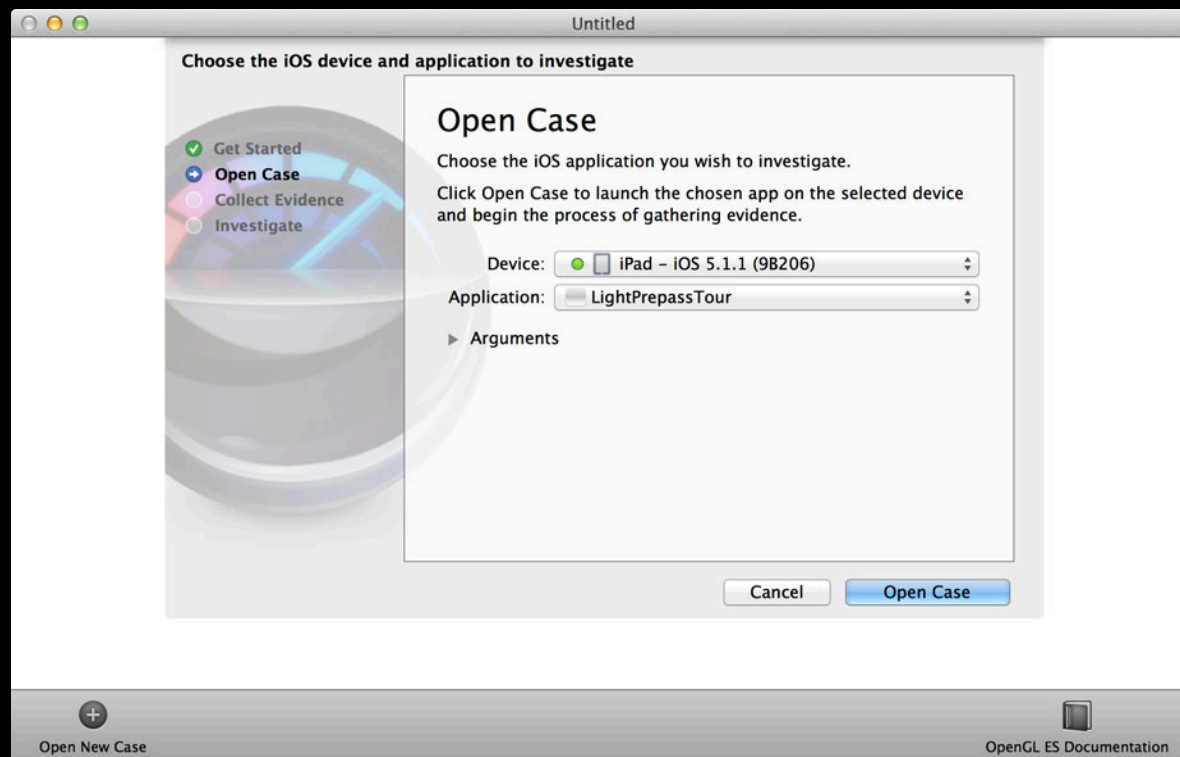 Untitled
Choose the iOS device and application to investigate
Get Started
Open Case
Collect Evidence
Investigate
Open Case
Choose the iOS application you wish to investigate.
Click Open Case to launch the chosen app on the selected device
and begin the process of gathering evidence.
Device: iPad – iOS 5.1.1 (9B206)
Application: LightPrepassTour
Arguments
Cancel
Open Case
Open New Case
OpenGL ES Documentation